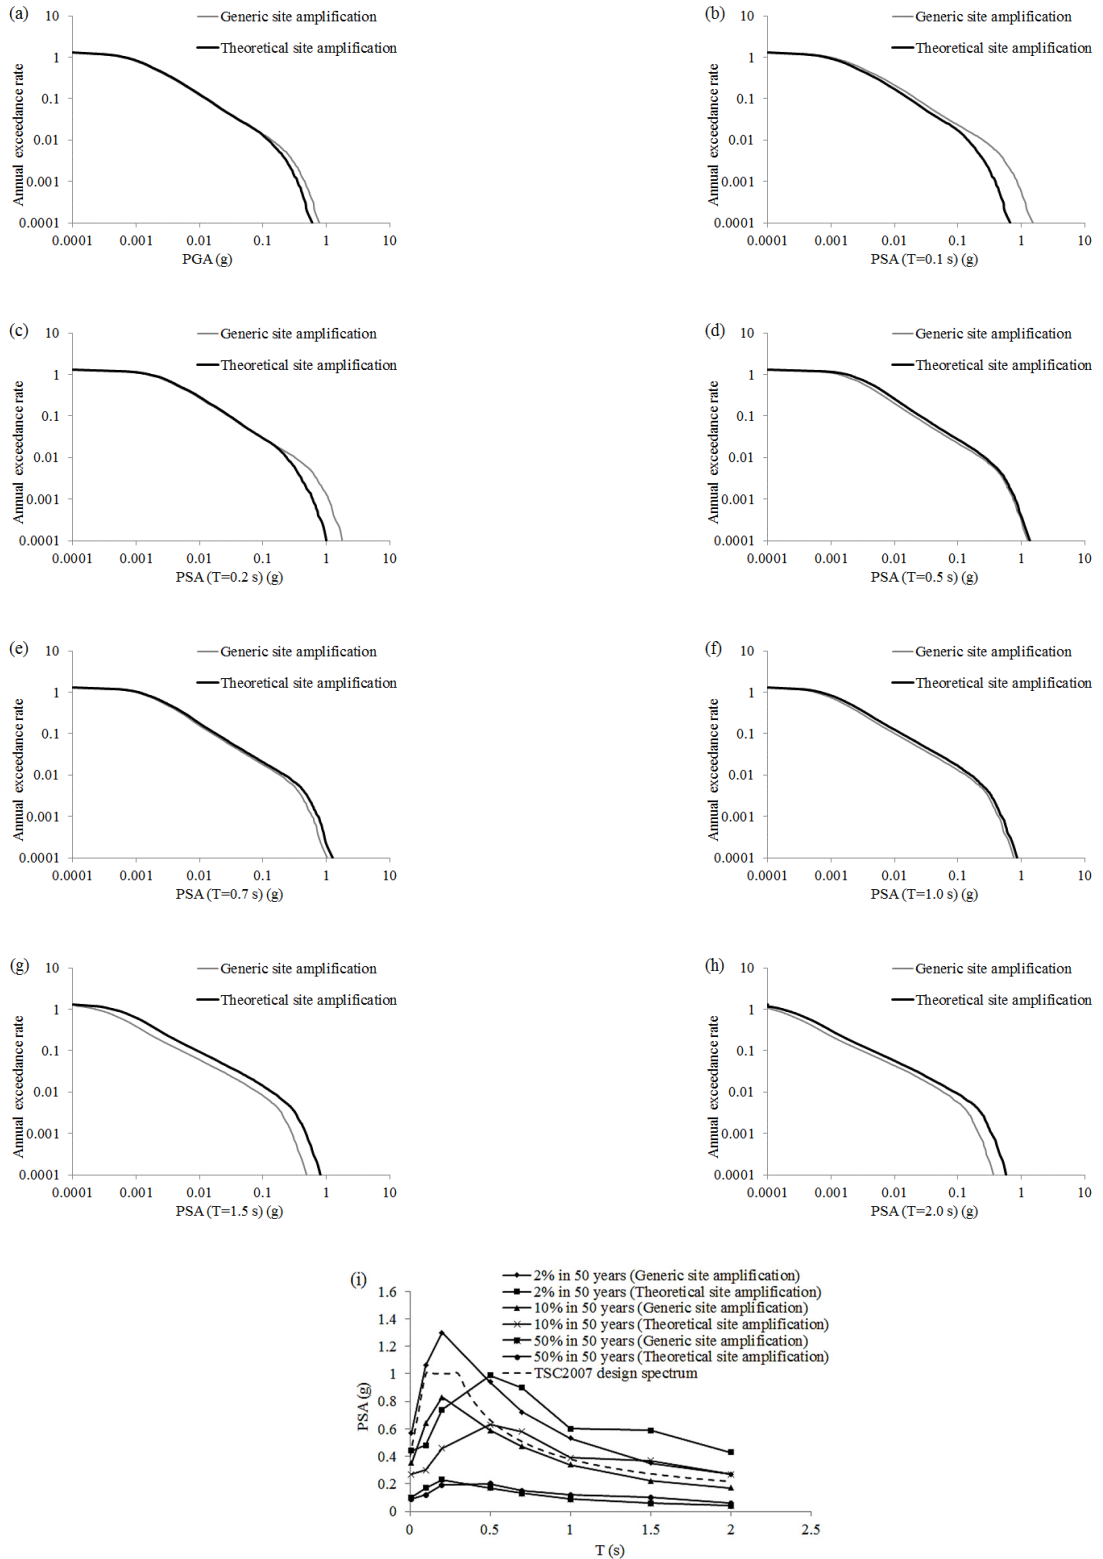 (a)
Generic site amplification
Theoretical site amplification
Annual exceedance rate
10
1
0.1
0.01
0.001
0.0001
0.0001 0.001 0.01 0.1 1 10
PGA (g)
(b)
Generic site amplification
Theoretical site amplification
Annual exceedance rate
10
1
0.1
0.01
0.001
0.0001
0.0001 0.001 0.01 0.1 1 10
PSA (T=0.1 s) (g)
(c)
Generic site amplification
Theoretical site amplification
Annual exceedance rate
10
1
0.1
0.01
0.001
0.0001
0.0001 0.001 0.01 0.1 1 10
PSA (T=0.2 s) (g)
(d)
Generic site amplification
Theoretical site amplification
Annual exceedance rate
10
1
0.1
0.01
0.001
0.0001
0.0001 0.001 0.01 0.1 1 10
PSA (T=0.5 s) (g)
(e)
Generic site amplification
Theoretical site amplification
Annual exceedance rate
10
1
0.1
0.01
0.001
0.0001
0.0001 0.001 0.01 0.1 1 10
PSA (T=0.7 s) (g)
(f)
Generic site amplification
Theoretical site amplification
Annual exceedance rate
10
1
0.1
0.01
0.001
0.0001
0.0001 0.001 0.01 0.1 1 10
PSA (T=1.0 s) (g)
(g)
Generic site amplification
Theoretical site amplification
Annual exceedance rate
10
1
0.1
0.01
0.001
0.0001
0.0001 0.001 0.01 0.1 1 10
PSA (T=1.5 s) (g)
(h)
Generic site amplification
Theoretical site amplification
Annual exceedance rate
10
1
0.1
0.01
0.001
0.0001
0.0001 0.001 0.01 0.1 1 10
PSA (T=2.0 s) (g)
(i)
2% in 50 years (Generic site amplification)
2% in 50 years (Theoretical site amplification)
10% in 50 years (Generic site amplification)
10% in 50 years (Theoretical site amplification)
50% in 50 years (Generic site amplification)
50% in 50 years (Theoretical site amplification)
TSC2007 design spectrum
PSA (g)
1.6
1.4
1.2
1
0.8
0.6
0.4
0.2
0
0 0.5 1 1.5 2 2.5
T (s)